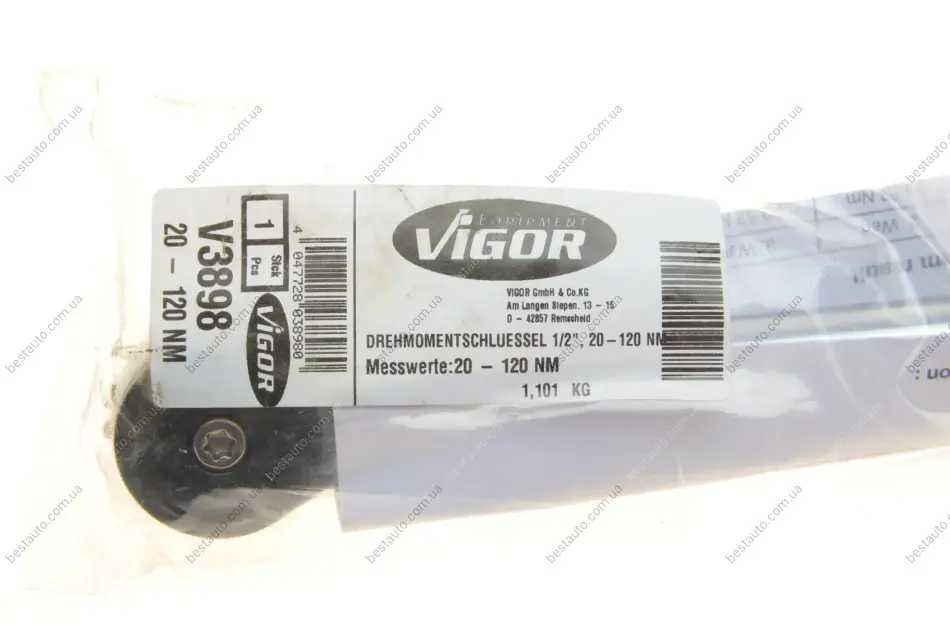 V3898
20 - 120 NM
1 Stck
Pcs
VIGOR
4 047728 038980
EQUIPMENT
VIGOR
VIGOR GmbH & Co.KG
Am Langen Siepen. 13 - 15
D - 42857 Remscheid
DREHMOMENTSCHLUESSEL 1/2", 20-120 NM
Messwerte:20 - 120 NM
1,101 KG
bestauto.com.ua